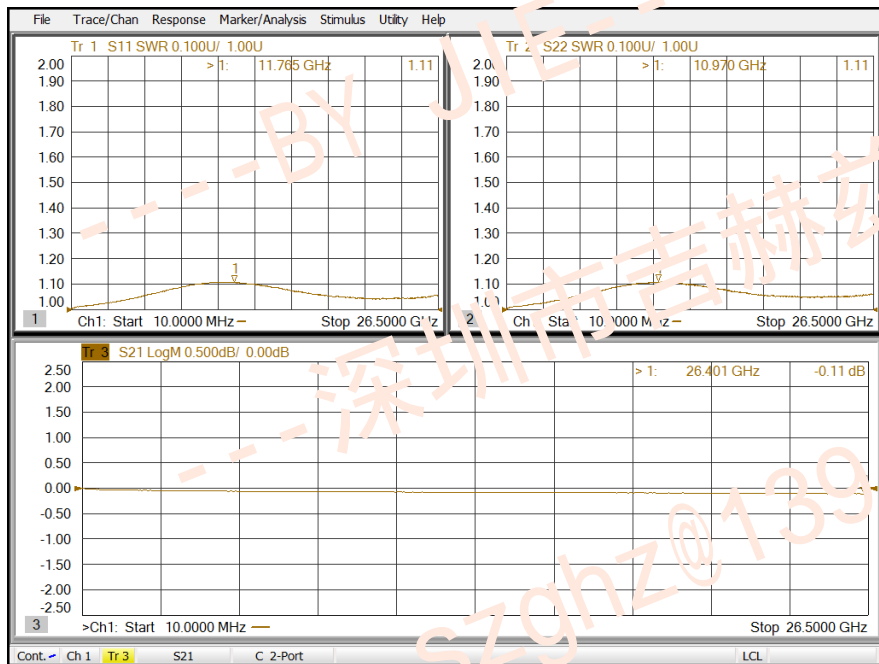 File Trace/Chan Response Marker/Analysis Stimulus Utility Help
Tr 1 S11 SWR 0.100U/ 1.00U
> 1: 11.765 GHz 1.11
2.00
1.90
1.80
1.70
1.60
1.50
1.40
1.30
1.20
1.10
1.00
1
1 Ch1: Start 10.0000 MHz Stop 26.5000 GHz
Tr 2 S22 SWR 0.100U/ 1.00U
> 1: 10.970 GHz 1.11
2.00
1.90
1.80
1.70
1.60
1.50
1.40
1.30
1.20
1.10
1.00
2 Ch Start 10.0000 MHz Stop 26.5000 GHz
Tr 3 S21 LogM 0.500dB/ 0.00dB
> 1: 26.401 GHz -0.11 dB
2.50
2.00
1.50
1.00
0.50
0.00
-0.50
-1.00
-1.50
-2.00
-2.50
3 >Ch1: Start 10.0000 MHz Stop 26.5000 GHz
Cont. Ch 1 Tr 3 S21 C 2-Port LCL
-----BY JIE--
----深圳市吉赫
szghz@139